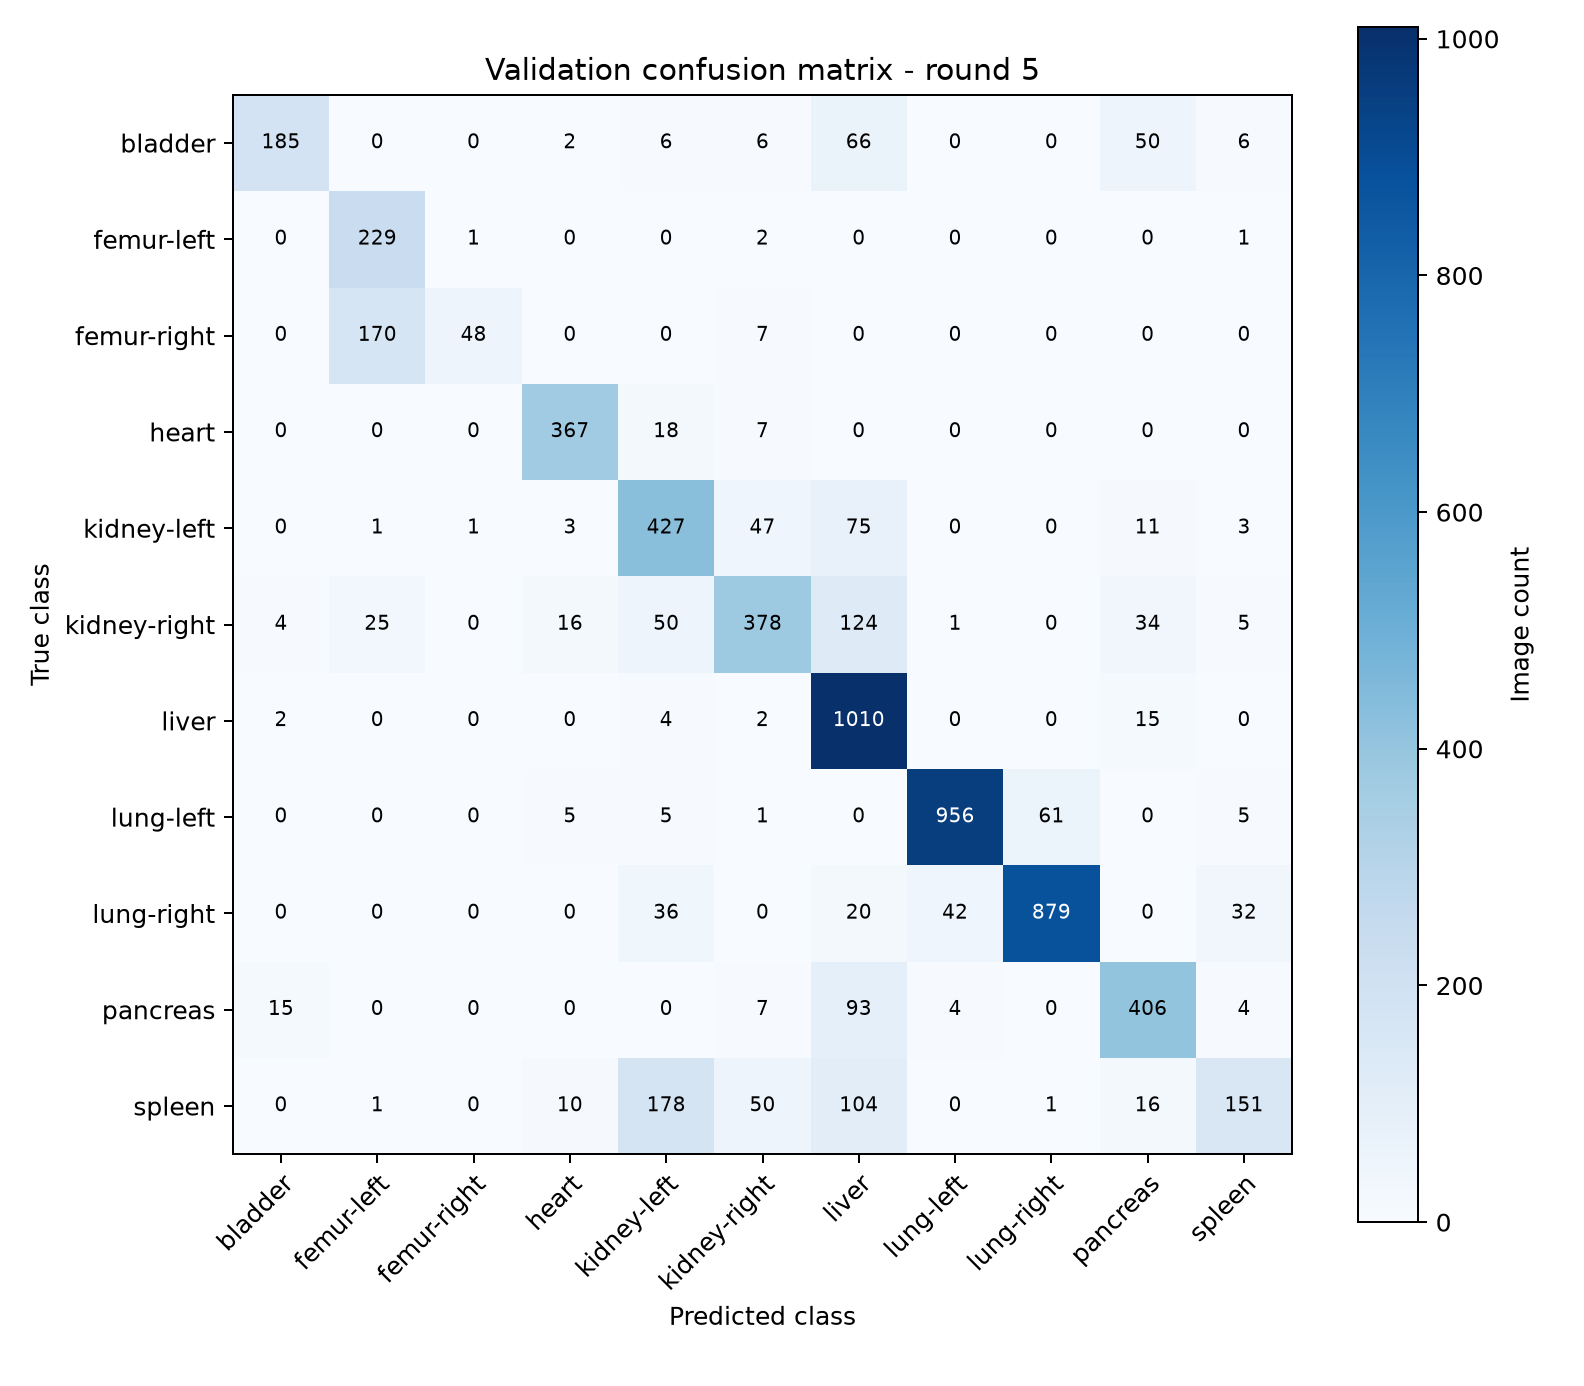 Validation confusion matrix - round 5
bladder 185 0 0 2 6 6 66 0 0 50 6
femur-left 0 229 1 0 0 2 0 0 0 0 1
femur-right 0 170 48 0 0 7 0 0 0 0 0
heart 0 0 0 367 18 7 0 0 0 0 0
kidney-left 0 1 1 3 427 47 75 0 0 11 3
kidney-right 4 25 0 16 50 378 124 1 0 34 5
liver 2 0 0 0 4 2 1010 0 0 15 0
lung-left 0 0 0 5 5 1 0 956 61 0 5
lung-right 0 0 0 0 36 0 20 42 879 0 32
pancreas 15 0 0 0 0 7 93 4 0 406 4
spleen 0 1 0 10 178 50 104 0 1 16 151
bladder femur-left femur-right heart kidney-left kidney-right liver lung-left lung-right pancreas spleen
Predicted class
True class
1000
800
600
400
200
0
Image count